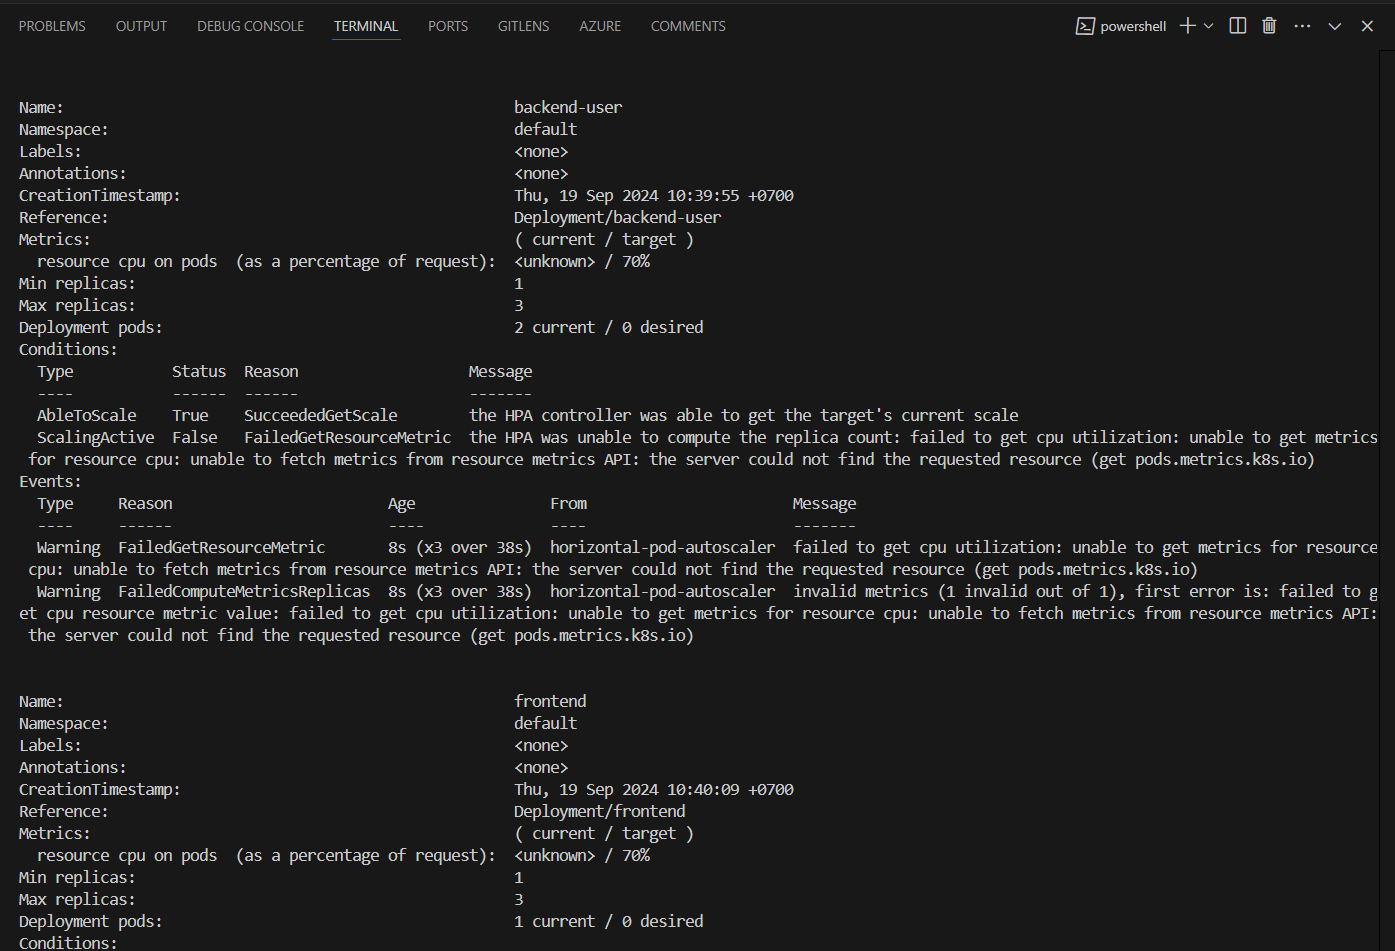 PROBLEMS OUTPUT DEBUG CONSOLE TERMINAL PORTS GITLENS AZURE COMMENTS powershell
Name: backend-user
Namespace: default
Labels: <none>
Annotations: <none>
CreationTimestamp: Thu, 19 Sep 2024 10:39:55 +0700
Reference: Deployment/backend-user
Metrics: ( current / target )
resource cpu on pods (as a percentage of request): <unknown> / 70%
Min replicas: 1
Max replicas: 3
Deployment pods: 2 current / 0 desired
Conditions:
Type Status Reason Message
---- ------ ------ -------
AbleToScale True SucceededGetScale the HPA controller was able to get the target's current scale
ScalingActive False FailedGetResourceMetric the HPA was unable to compute the replica count: failed to get cpu utilization: unable to get metrics
for resource cpu: unable to fetch metrics from resource metrics API: the server could not find the requested resource (get pods.metrics.k8s.io)
Events:
Type Reason Age From Message
---- ------ ---- ---- -------
Warning FailedGetResourceMetric 8s (x3 over 38s) horizontal-pod-autoscaler failed to get cpu utilization: unable to get metrics for resource
cpu: unable to fetch metrics from resource metrics API: the server could not find the requested resource (get pods.metrics.k8s.io)
Warning FailedComputeMetricsReplicas 8s (x3 over 38s) horizontal-pod-autoscaler invalid metrics (1 invalid out of 1), first error is: failed to g
et cpu resource metric value: failed to get cpu utilization: unable to get metrics for resource cpu: unable to fetch metrics from resource metrics API:
the server could not find the requested resource (get pods.metrics.k8s.io)
Name: frontend
Namespace: default
Labels: <none>
Annotations: <none>
CreationTimestamp: Thu, 19 Sep 2024 10:40:09 +0700
Reference: Deployment/frontend
Metrics: ( current / target )
resource cpu on pods (as a percentage of request): <unknown> / 70%
Min replicas: 1
Max replicas: 3
Deployment pods: 1 current / 0 desired
Conditions: